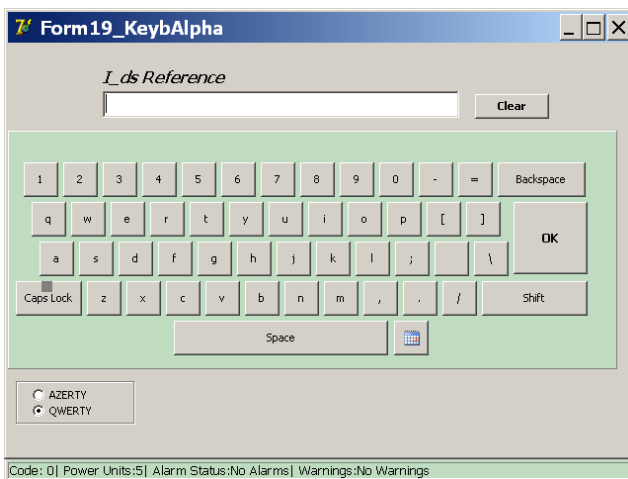 Form19_KeybAlpha
I_ds Reference
Clear
1 2 3 4 5 6 7 8 9 0 - = Backspace
q w e r t y u i o p [ ]
OK
a s d f g h j k l ; \
Caps Lock z x c v b n m , . / Shift
Space
AZERTY
QWERTY
Code: 0| Power Units:5| Alarm Status:No Alarms| Warnings:No Warnings